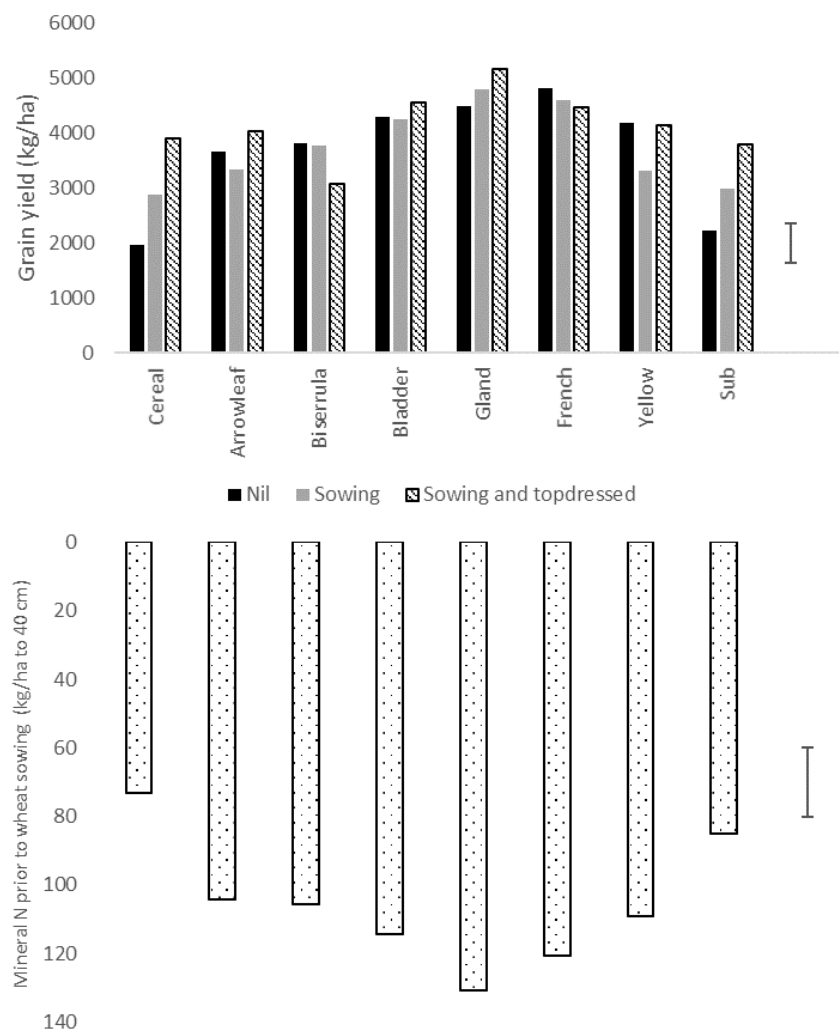 6000
5000
4000
3000
2000
1000
0
Grain yield (kg/ha)
Cereal
Arrowleaf
Biserrula
Bladder
Gland
French
Yellow
Sub
Nil Sowing Sowing and topdressed
0
20
40
60
80
100
120
140
Mineral N prior to wheat sowing (kg/ha to 40 cm)